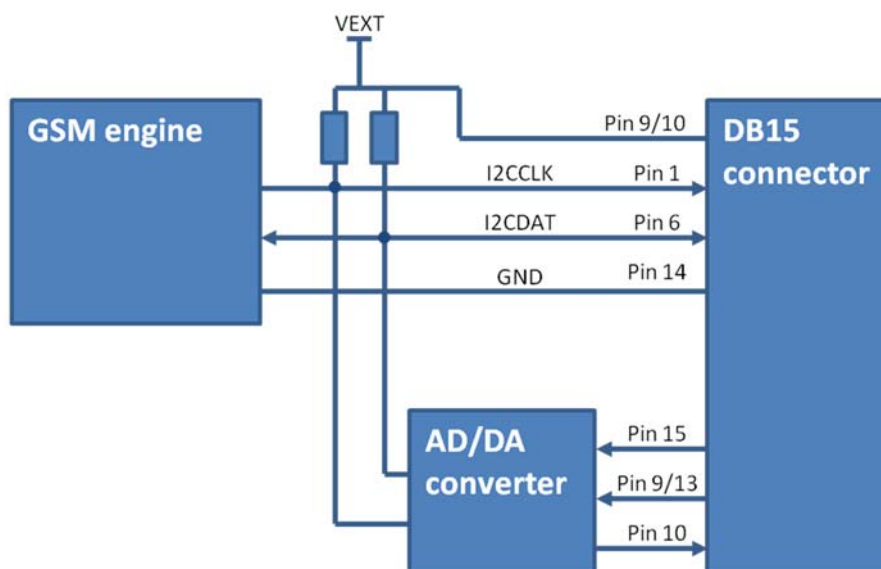 VEXT
GSM engine
Pin 9/10
DB15
connector
I2CCLK
Pin 1
I2CDAT
Pin 6
GND
Pin 14
AD/DA
converter
Pin 15
Pin 9/13
Pin 10